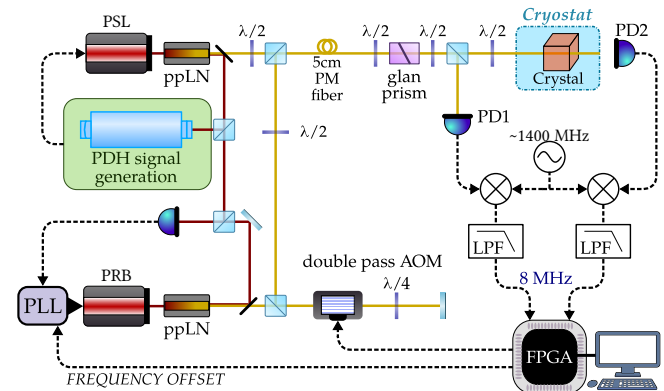 PSL
ppLN
λ/2
5cm
PM
fiber
λ/2
glan
prism
λ/2
λ/2
Cryostat
Crystal
PD2
PD1
~1400 MHz
PDH signal
generation
λ/2
LPF
LPF
8 MHz
PRB
PLL
ppLN
double pass AOM
λ/4
FPGA
FREQUENCY OFFSET